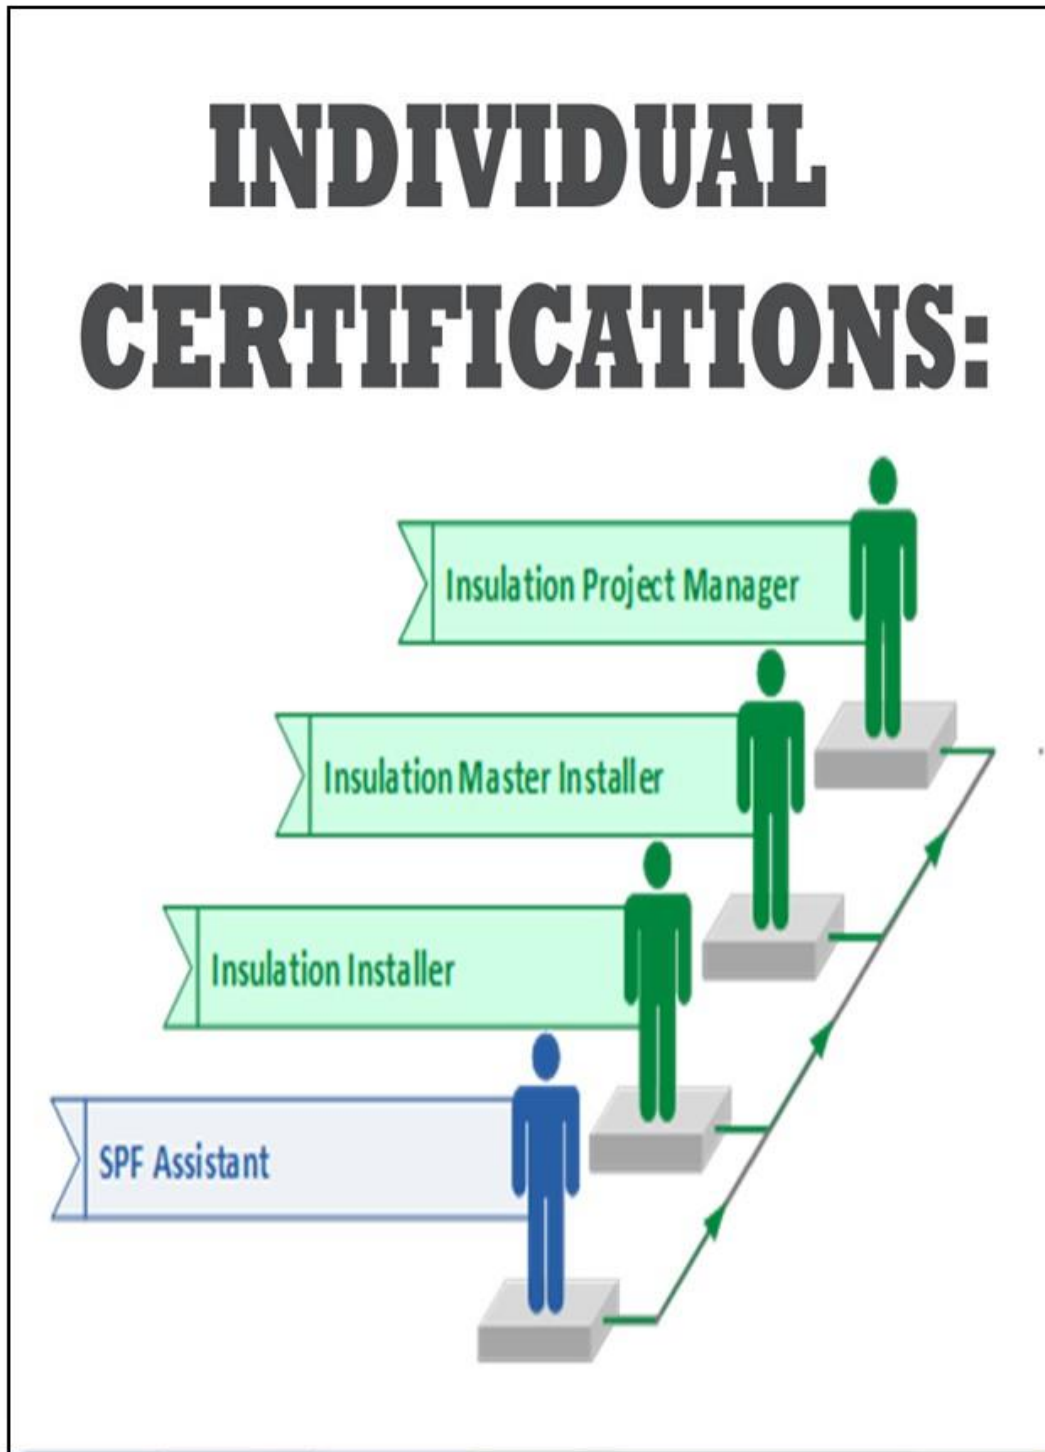 INDIVIDUAL
CERTIFICATIONS:
Insulation Project Manager
Insulation Master Installer
Insulation Installer
SPF Assistant